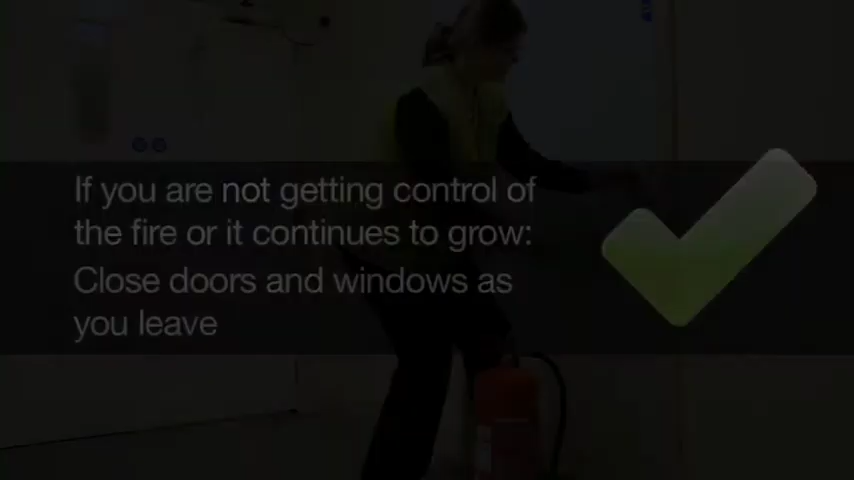 If you are not getting control of
the fire or it continues to grow:
Close doors and windows as
you leave